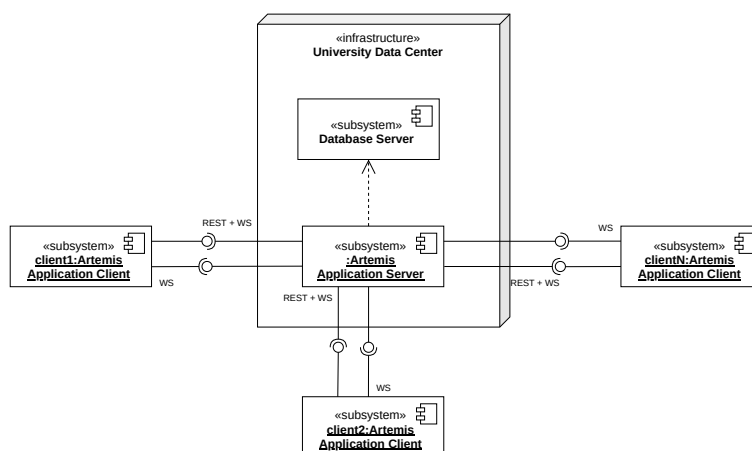 «infrastructure»
University Data Center
«subsystem»
Database Server
REST + WS
WS
«subsystem»
client1:Artemis
Application Client
«subsystem»
:Artemis
Application Server
«subsystem»
clientN:Artemis
Application Client
WS
REST + WS
REST + WS
WS
«subsystem»
client2:Artemis
Application Client